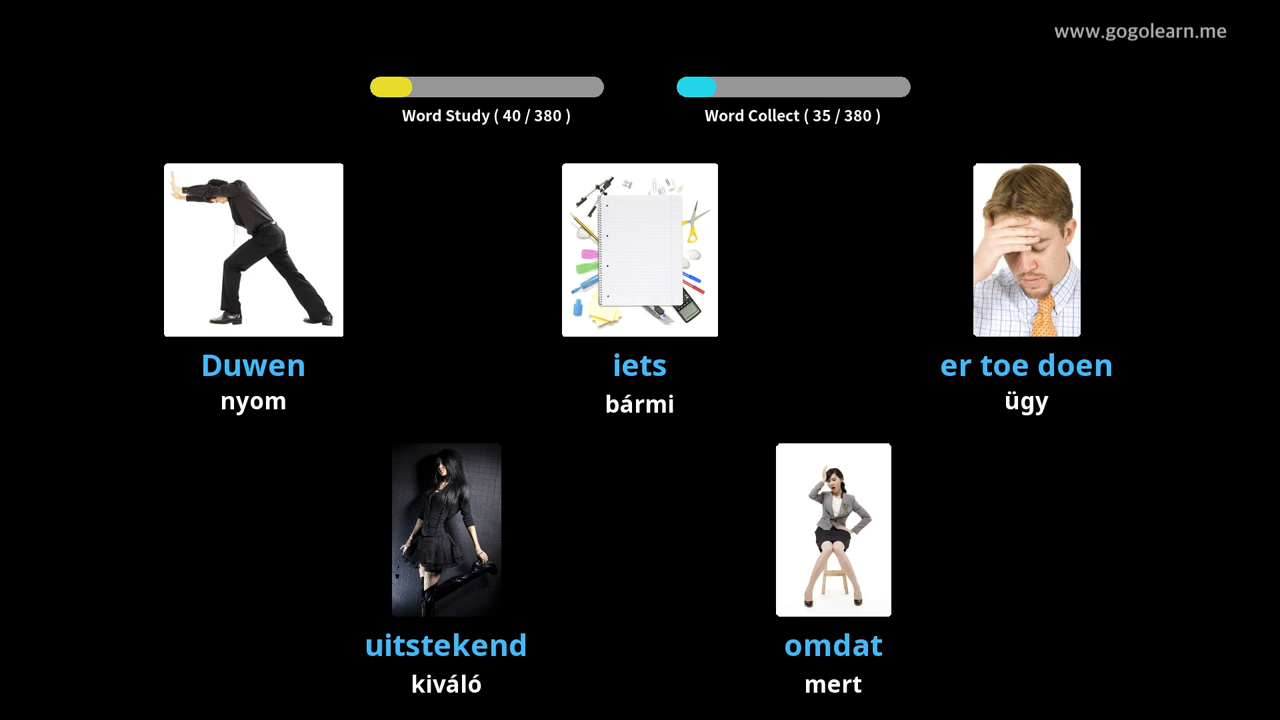 www.gogolearn.me
Word Study ( 40 / 380 )
Word Collect ( 35 / 380 )
Duwen
nyom
iets
bármi
er toe doen
ügy
uitstekend
kiváló
omdat
mert